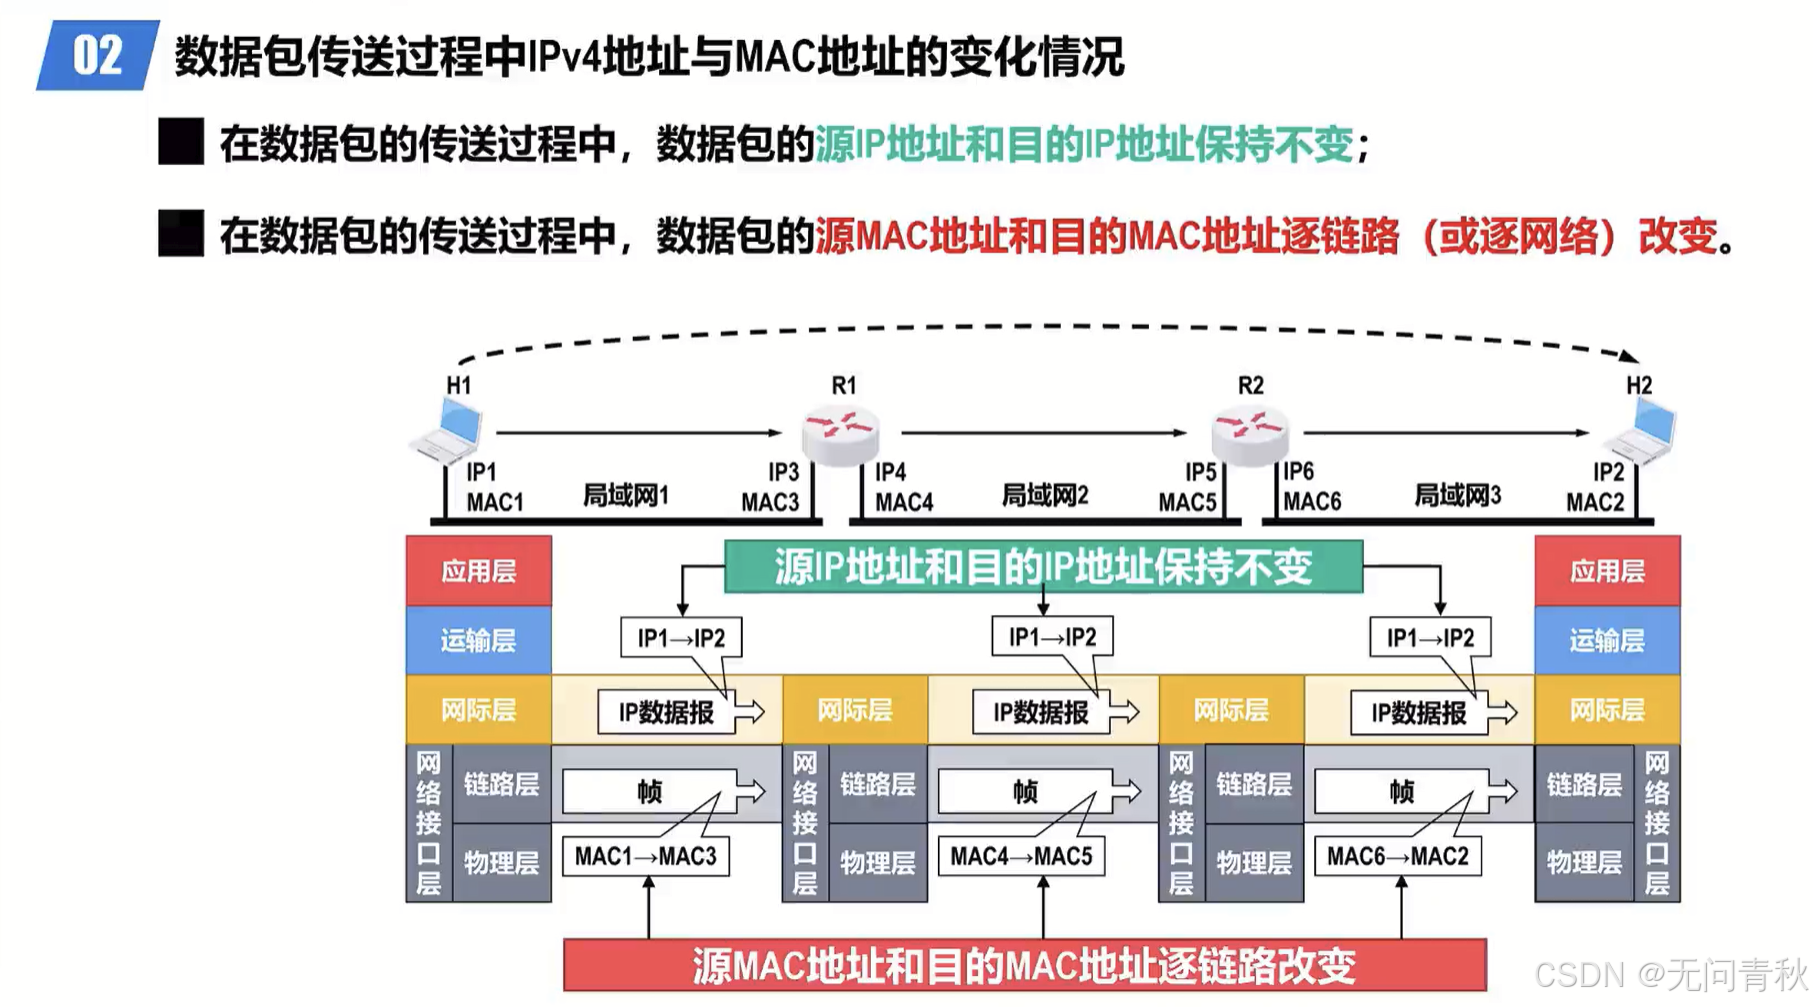 02 数据包传送过程中IPv4地址与MAC地址的变化情况
在数据包的传送过程中，数据包的源IP地址和目的IP地址保持不变；
在数据包的传送过程中，数据包的源MAC地址和目的MAC地址逐链路（或逐网络）改变。
H1 R1 R2 H2
IP1 IP3 IP4 IP5 IP6 IP2
MAC1 局域网1 MAC3 MAC4 局域网2 MAC5 MAC6 局域网3 MAC2
应用层 源IP地址和目的IP地址保持不变 应用层
运输层 IP1→IP2 IP1→IP2 IP1→IP2 运输层
网际层 IP数据报 网际层 IP数据报 网际层 IP数据报 网际层
网络接口层 链路层 帧 网络接口层 链路层 帧 网络接口层 链路层 帧 链路层 网络接口层
物理层 MAC1→MAC3 物理层 MAC4→MAC5 物理层 MAC6→MAC2 物理层
源MAC地址和目的MAC地址逐链路改变
CSDN @无问青秋